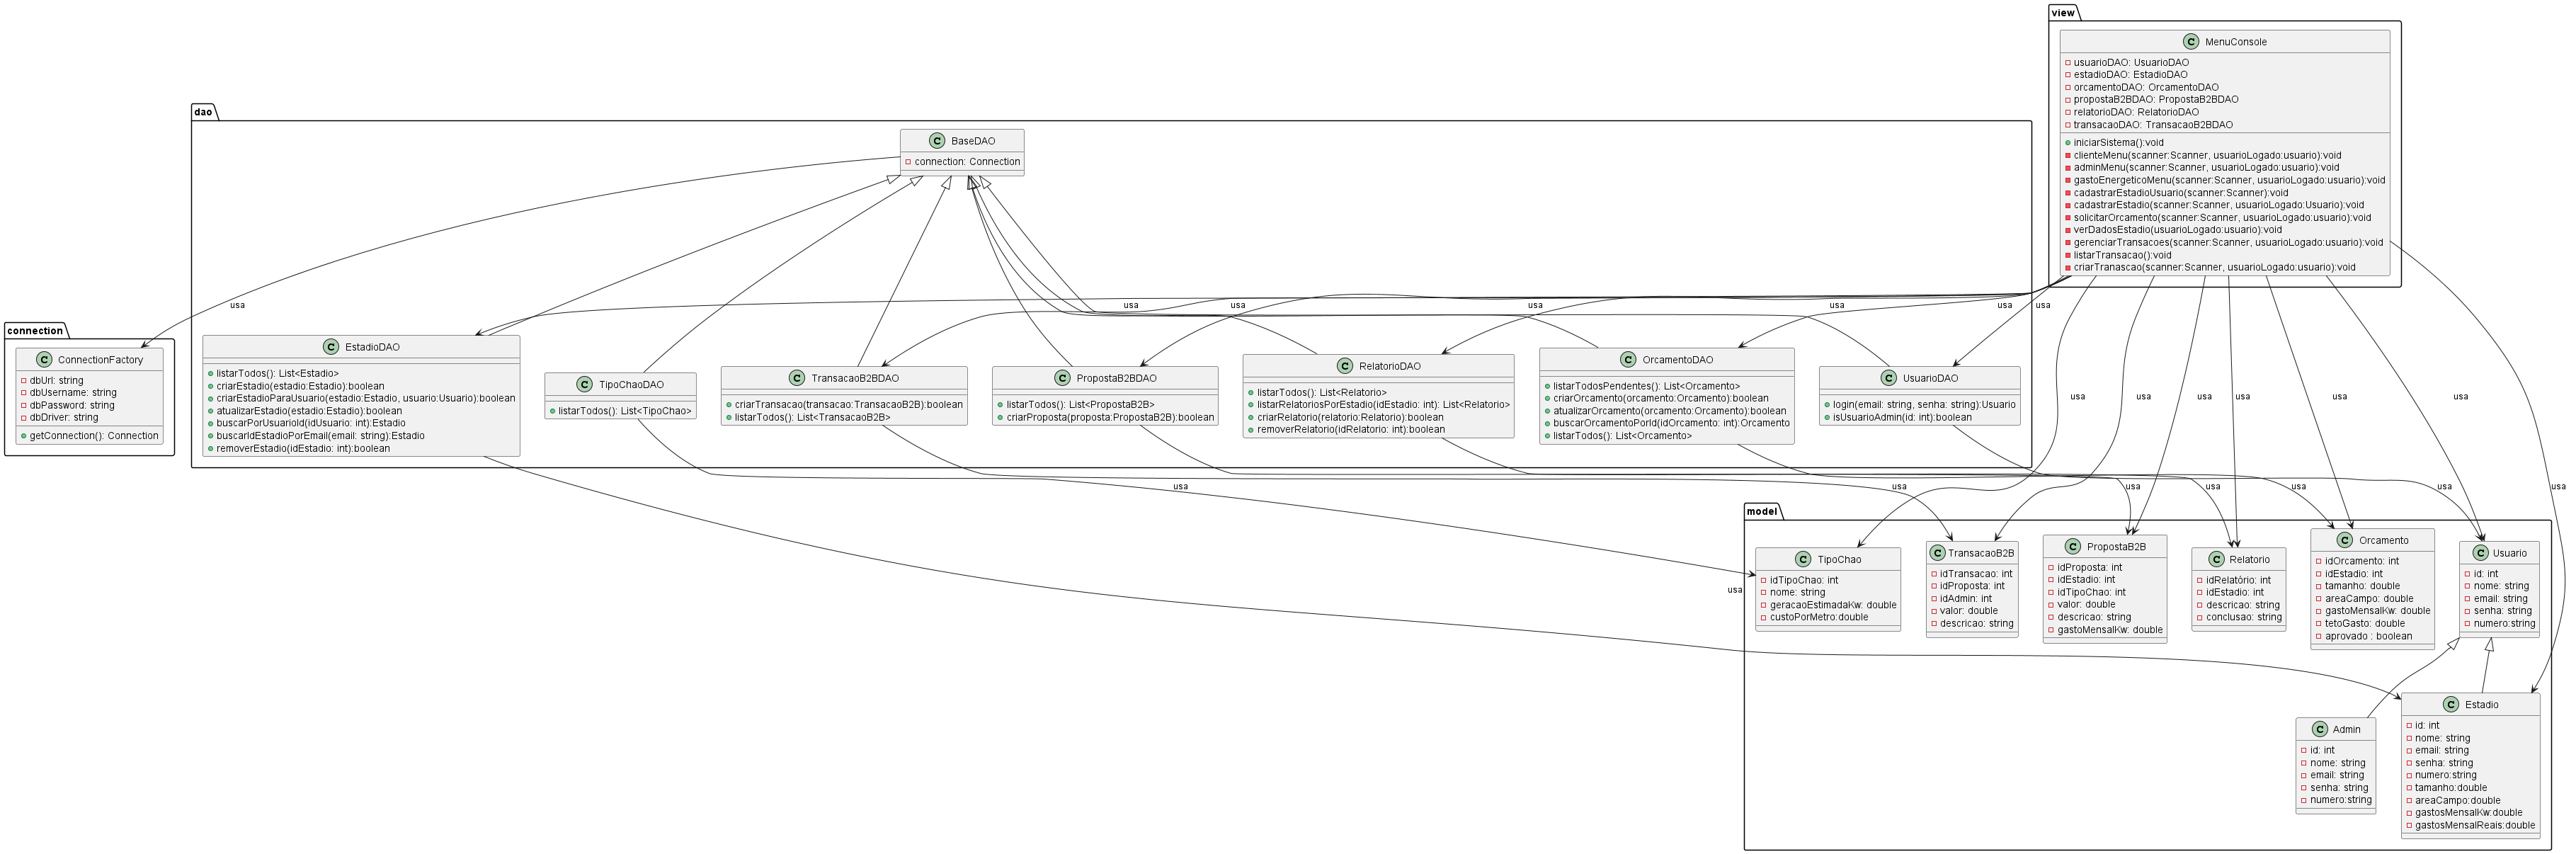 view
MenuConsole
usuarioDAO: UsuarioDAO
estadioDAO: EstadioDAO
orcamentoDAO: OrcamentoDAO
propostaB2BDAO: PropostaB2BDAO
relatorioDAO: RelatorioDAO
transacaoDAO: TransacaoB2BDAO
iniciarSistema():void
clienteMenu(scanner:Scanner, usuarioLogado:usuario):void
adminMenu(scanner:Scanner, usuarioLogado:usuario):void
gastoEnergeticoMenu(scanner:Scanner, usuarioLogado:usuario):void
cadastrarEstadioUsuario(scanner:Scanner):void
cadastrarEstadio(scanner:Scanner, usuarioLogado:Usuario):void
solicitarOrcamento(scanner:Scanner, usuarioLogado:usuario):void
verDadosEstadio(usuarioLogado:usuario):void
gerenciarTransacoes(scanner:Scanner, usuarioLogado:usuario):void
listarTransacao():void
criarTranascao(scanner:Scanner, usuarioLogado:usuario):void
dao
BaseDAO
connection: Connection
usa
usa
usa
usa
usa
usa
usa
connection
ConnectionFactory
dbUrl: string
dbUsername: string
dbPassword: string
dbDriver: string
getConnection(): Connection
EstadioDAO
listarTodos(): List<Estadio>
criarEstadio(estadio:Estadio):boolean
criarEstadioParaUsuario(estadio:Estadio, usuario:Usuario):boolean
atualizarEstadio(estadio:Estadio):boolean
buscarPorUsuarioId(idUsuario: int):Estadio
buscarIdEstadioPorEmail(email: string):Estadio
removerEstadio(idEstadio: int):boolean
TipoChaoDAO
listarTodos(): List<TipoChao>
TransacaoB2BDAO
criarTransacao(transacao:TransacaoB2B):boolean
listarTodos(): List<TransacaoB2B>
PropostaB2BDAO
listarTodos(): List<PropostaB2B>
criarProposta(proposta:PropostaB2B):boolean
RelatorioDAO
listarTodos(): List<Relatorio>
listarRelatoriosPorEstadio(idEstadio: int): List<Relatorio>
criarRelatorio(relatorio:Relatorio):boolean
removerRelatorio(idRelatorio: int):boolean
OrcamentoDAO
listarTodosPendentes(): List<Orcamento>
criarOrcamento(orcamento:Orcamento):boolean
atualizarOrcamento(orcamento:Orcamento):boolean
buscarOrcamentoPorId(idOrcamento: int):Orcamento
listarTodos(): List<Orcamento>
UsuarioDAO
login(email: string, senha: string):Usuario
isUsuarioAdmin(id: int):boolean
usa
usa
usa
usa
usa
usa
usa
usa
usa
usa
usa
usa
usa
usa
model
TipoChao
idTipoChao: int
nome: string
geracaoEstimadaKw: double
custoPorMetro:double
TransacaoB2B
idTransacao: int
idProposta: int
idAdmin: int
valor: double
descricao: string
PropostaB2B
idProposta: int
idEstadio: int
idTipoChao: int
valor: double
descricao: string
gastoMensalKw: double
Relatorio
idRelatório: int
idEstadio: int
descricao: string
conclusao: string
Orcamento
idOrcamento: int
idEstadio: int
tamanho: double
areaCampo: double
gastoMensalKw: double
tetoGasto: double
aprovado : boolean
Usuario
id: int
nome: string
email: string
senha: string
numero:string
Admin
id: int
nome: string
email: string
senha: string
numero:string
Estadio
id: int
nome: string
email: string
senha: string
numero:string
tamanho:double
areaCampo:double
gastosMensalKw:double
gastosMensalReais:double